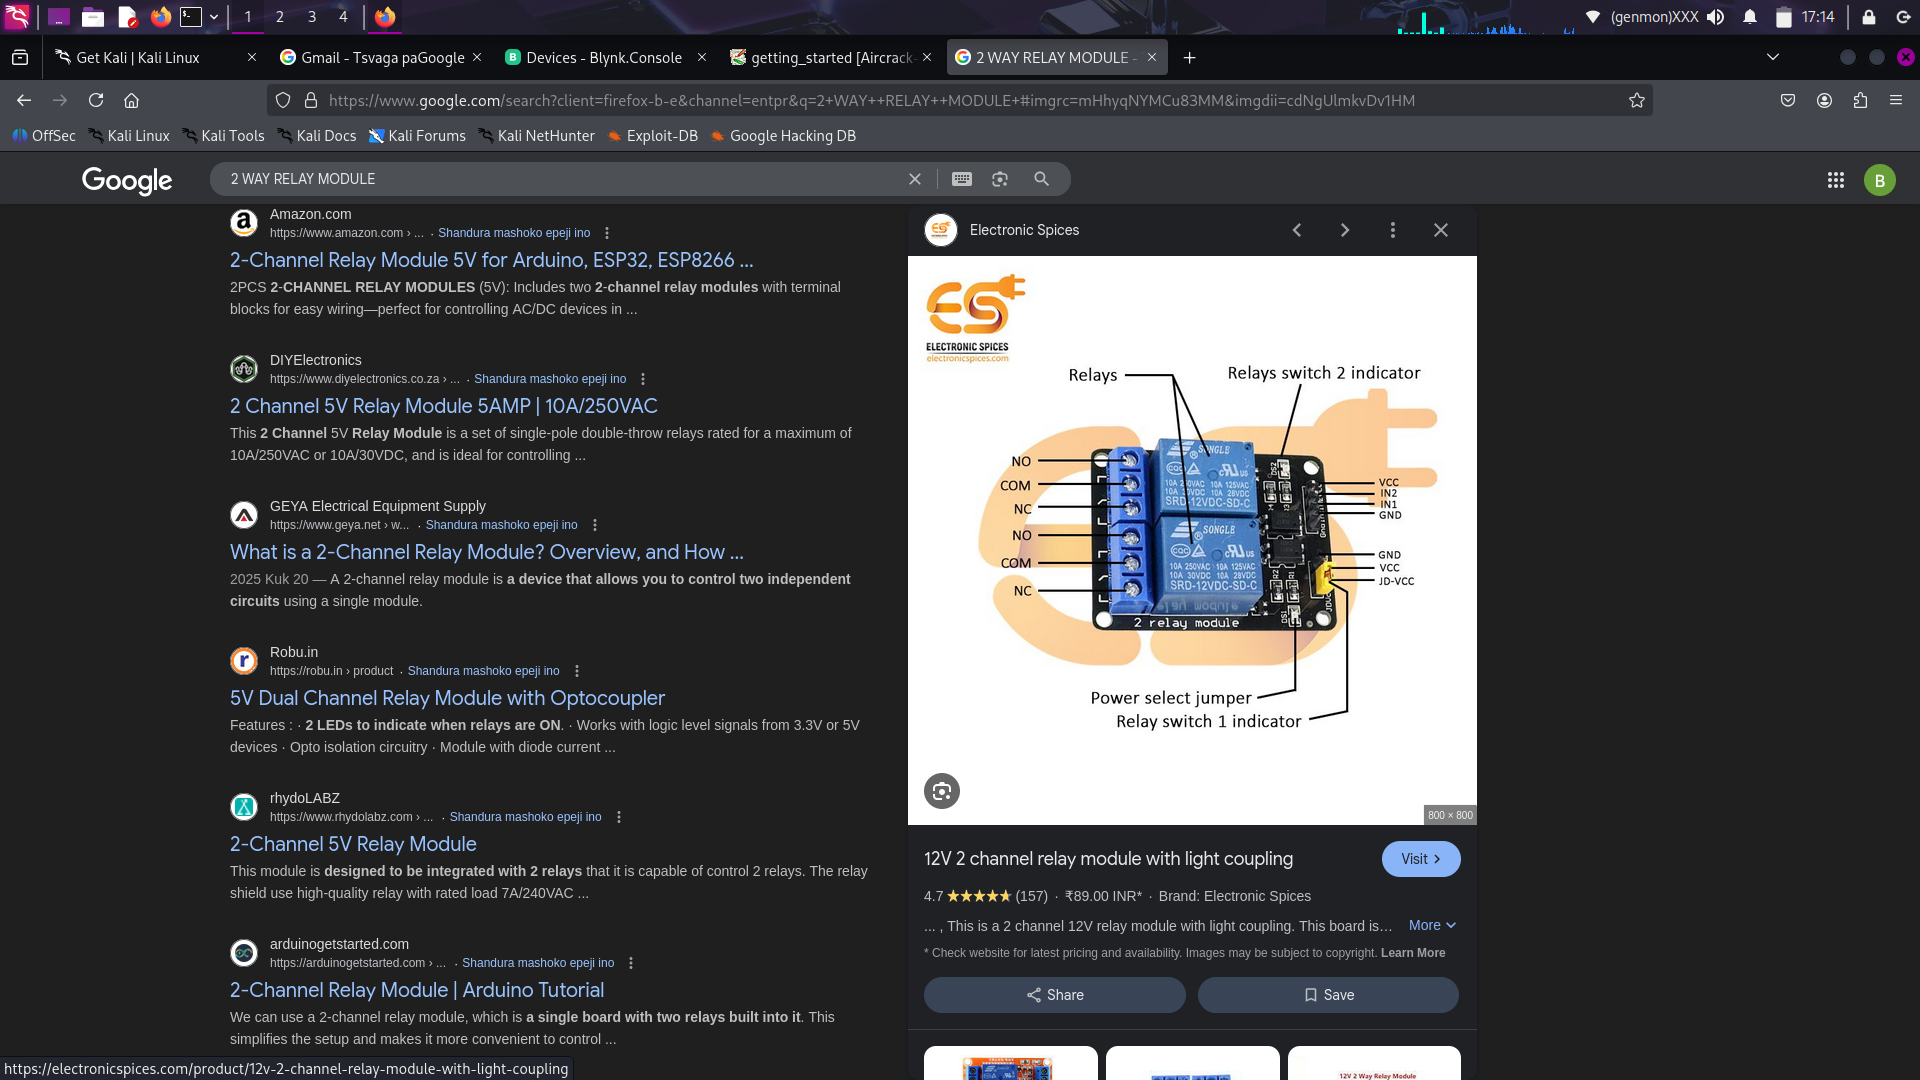 1
2
3
4
(genmon)XXX
17:14
Get Kali | Kali Linux
Gmail - Tsvaga paGoogle
Devices - Blynk.Console
getting_started [Aircrack-
2 WAY RELAY MODULE -
https://www.google.com/search?client=firefox-b-e&channel=entpr&q=2+WAY++RELAY++MODULE+#imgrc=mHhyqNYMCu83MM&imgdii=cdNgUlmkvDv1HM
OffSec
Kali Linux
Kali Tools
Kali Docs
Kali Forums
Kali NetHunter
Exploit-DB
Google Hacking DB
Google
2 WAY RELAY MODULE
B
Amazon.com
https://www.amazon.com › ... · Shandura mashoko epeji ino
2-Channel Relay Module 5V for Arduino, ESP32, ESP8266 ...
2PCS 2-CHANNEL RELAY MODULES (5V): Includes two 2-channel relay modules with terminal
blocks for easy wiring—perfect for controlling AC/DC devices in ...
DIYElectronics
https://www.diyelectronics.co.za › ... · Shandura mashoko epeji ino
2 Channel 5V Relay Module 5AMP | 10A/250VAC
This 2 Channel 5V Relay Module is a set of single-pole double-throw relays rated for a maximum of
10A/250VAC or 10A/30VDC, and is ideal for controlling ...
GEYA Electrical Equipment Supply
https://www.geya.net › w... · Shandura mashoko epeji ino
What is a 2-Channel Relay Module? Overview, and How ...
2025 Kuk 20 — A 2-channel relay module is a device that allows you to control two independent
circuits using a single module.
Robu.in
https://robu.in › product · Shandura mashoko epeji ino
5V Dual Channel Relay Module with Optocoupler
Features : · 2 LEDs to indicate when relays are ON. · Works with logic level signals from 3.3V or 5V
devices · Opto isolation circuitry · Module with diode current ...
rhydoLABZ
https://www.rhydolabz.com › ... · Shandura mashoko epeji ino
2-Channel 5V Relay Module
This module is designed to be integrated with 2 relays that it is capable of control 2 relays. The relay
shield use high-quality relay with rated load 7A/240VAC ...
arduinogetstarted.com
https://arduinogetstarted.com › ... · Shandura mashoko epeji ino
2-Channel Relay Module | Arduino Tutorial
We can use a 2-channel relay module, which is a single board with two relays built into it. This
simplifies the setup and makes it more convenient to control ...
https://electronicspices.com/product/12v-2-channel-relay-module-with-light-coupling
Electronic Spices
ES
ELECTRONIC SPICES
electronicspices.com
Relays
Relays switch 2 indicator
NO
COM
NC
NO
COM
NC
SONGLE
10A 250VAC 10A 125VAC
10A 30VDC 10A 28VDC
SRD-12VDC-SD-C
SONGLE
10A 250VAC 10A 125VAC
10A 30VDC 10A 28VDC
SRD-12VDC-SD-C
2 relay module
DS2
R2
R1
DS1
VCC
IN2
IN1
GND
GND
VCC
JD-VCC
Power select jumper
Relay switch 1 indicator
800 × 800
12V 2 channel relay module with light coupling
Visit
4.7 (157) · ₹89.00 INR* · Brand: Electronic Spices
... , This is a 2 channel 12V relay module with light coupling. This board is…
More
* Check website for latest pricing and availability. Images may be subject to copyright. Learn More
Share
Save
12V 2 Way Relay Module